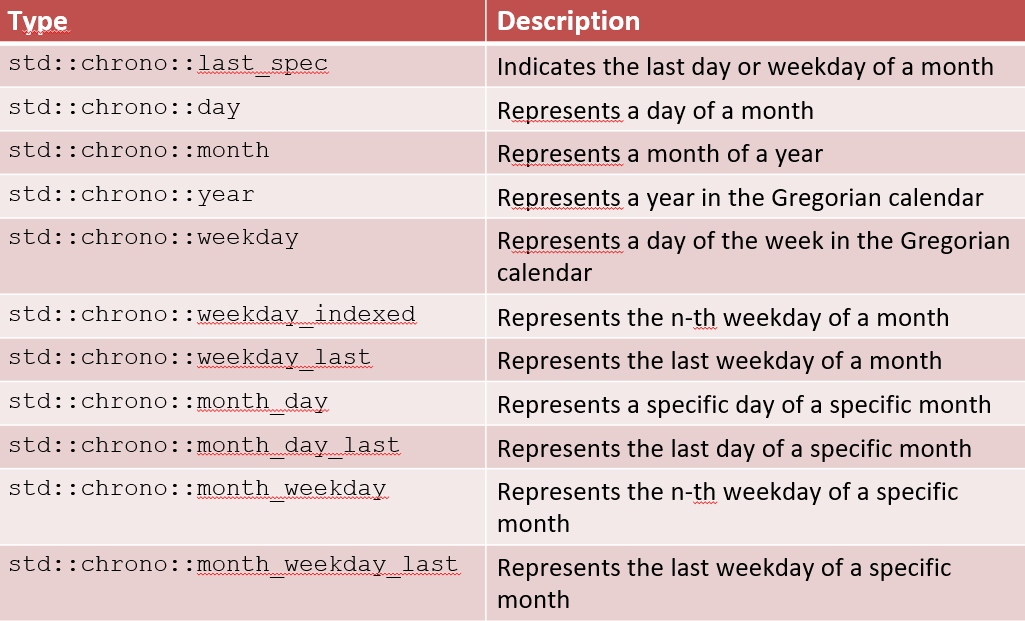 Type Description
std::chrono::last_spec Indicates the last day or weekday of a month
std::chrono::day Represents a day of a month
std::chrono::month Represents a month of a year
std::chrono::year Represents a year in the Gregorian calendar
std::chrono::weekday Represents a day of the week in the Gregorian
calendar
std::chrono::weekday_indexed Represents the n-th weekday of a month
std::chrono::weekday_last Represents the last weekday of a month
std::chrono::month_day Represents a specific day of a specific month
std::chrono::month_day_last Represents the last day of a specific month
std::chrono::month_weekday Represents the n-th weekday of a specific
month
std::chrono::month_weekday_last Represents the last weekday of a specific
month